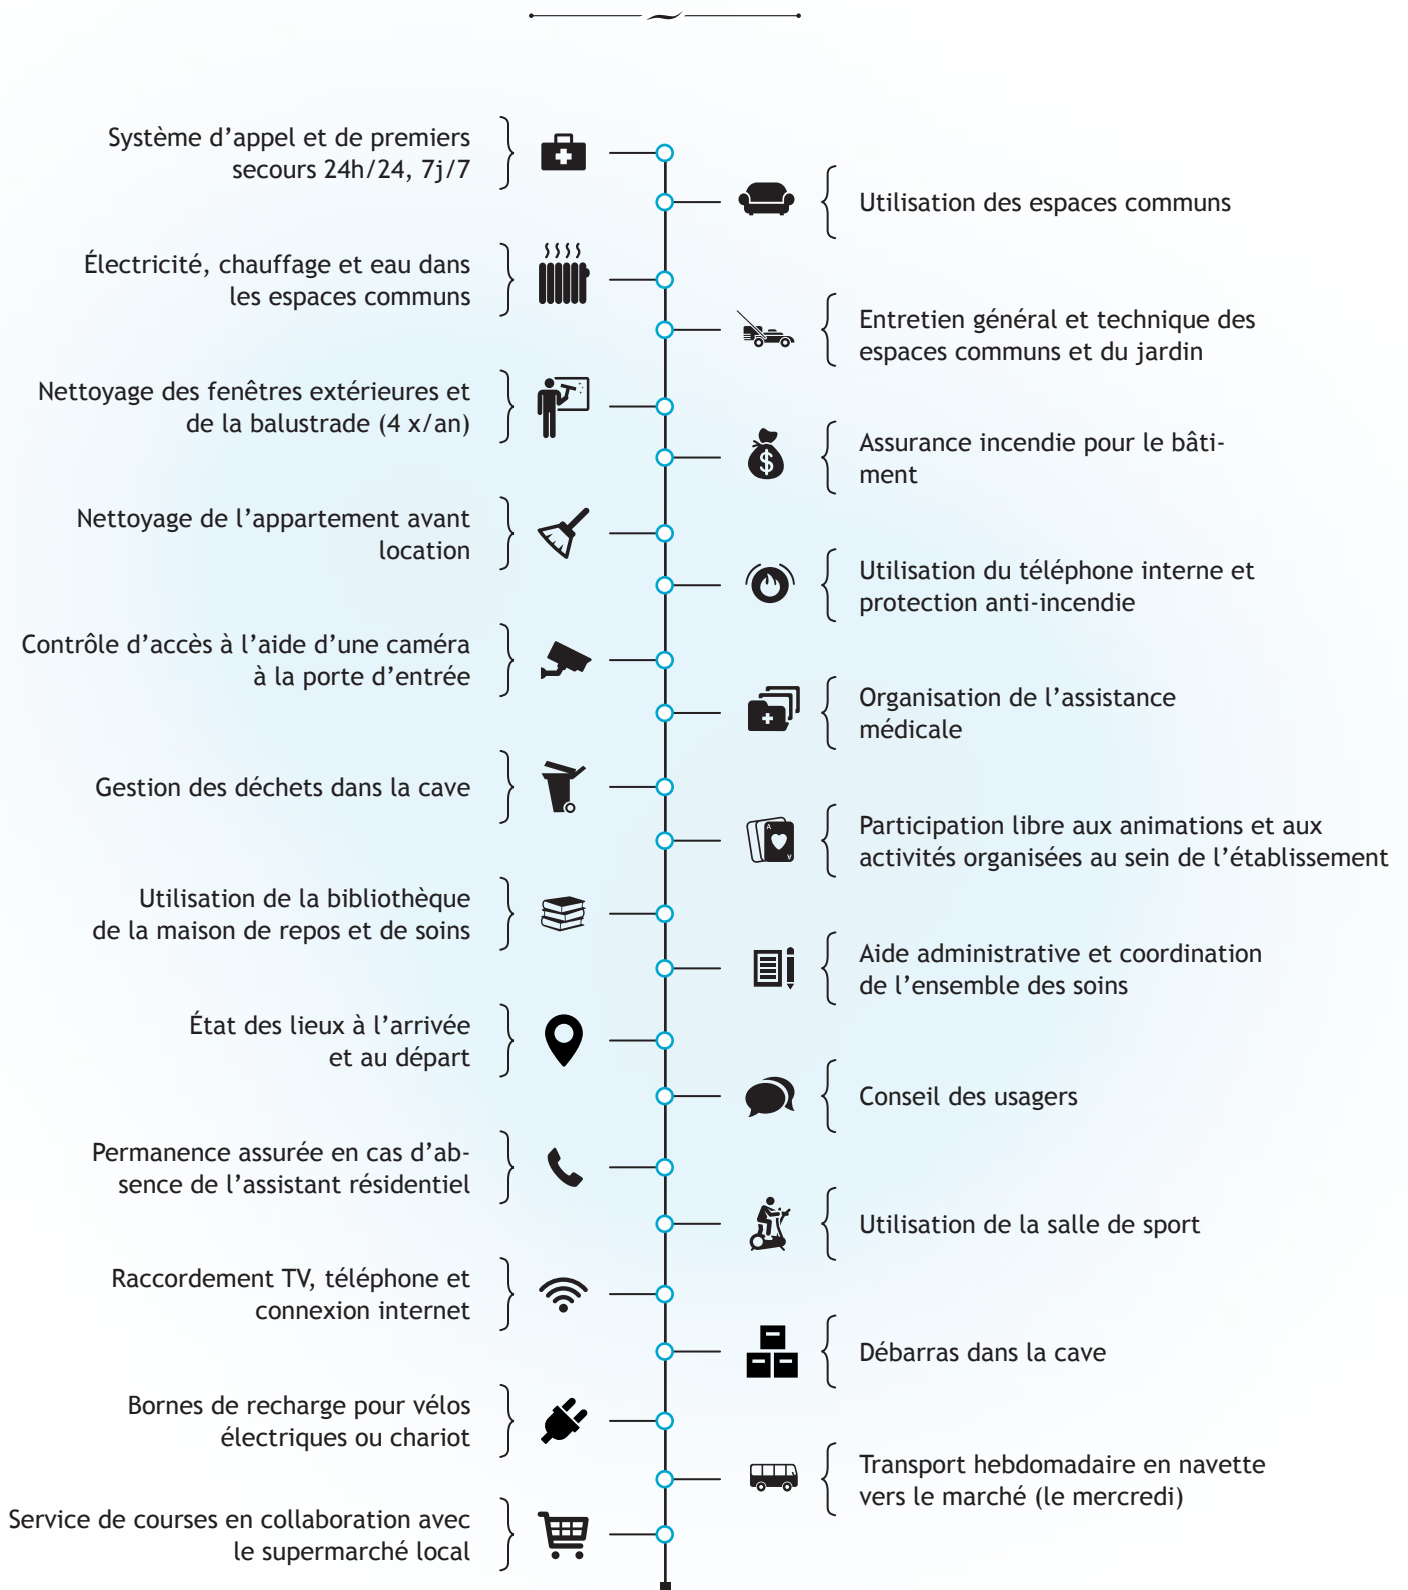 Système d’appel et de premiers
secours 24h/24, 7j/7
Utilisation des espaces communs
Électricité, chauffage et eau dans
les espaces communs
Entretien général et technique des
espaces communs et du jardin
Nettoyage des fenêtres extérieures et
de la balustrade (4 x/an)
Assurance incendie pour le bâti-
ment
Nettoyage de l’appartement avant
location
Utilisation du téléphone interne et
protection anti-incendie
Contrôle d’accès à l’aide d’une caméra
à la porte d’entrée
Organisation de l’assistance
médicale
Gestion des déchets dans la cave
Participation libre aux animations et aux
activités organisées au sein de l’établissement
Utilisation de la bibliothèque
de la maison de repos et de soins
Aide administrative et coordination
de l’ensemble des soins
État des lieux à l’arrivée
et au départ
Conseil des usagers
Permanence assurée en cas d’ab-
sence de l’assistant résidentiel
Utilisation de la salle de sport
Raccordement TV, téléphone et
connexion internet
Débarras dans la cave
Bornes de recharge pour vélos
électriques ou chariot
Transport hebdomadaire en navette
vers le marché (le mercredi)
Service de courses en collaboration avec
le supermarché local